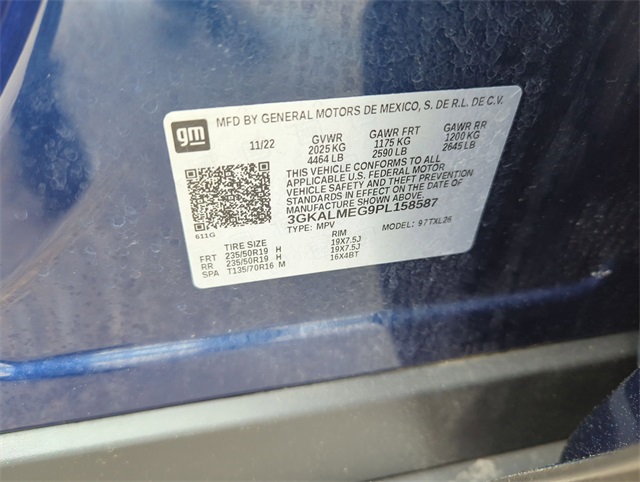 gm MFD BY GENERAL MOTORS DE MEXICO, S. DE R.L. DE C.V.
11/22 GVWR GAWR FRT GAWR RR
2025 KG 1175 KG 1200 KG
4464 LB 2590 LB 2645 LB
THIS VEHICLE CONFORMS TO ALL
APPLICABLE U.S. FEDERAL MOTOR
VEHICLE SAFETY AND THEFT PREVENTION
STANDARDS IN EFFECT ON THE DATE OF
MANUFACTURE SHOWN ABOVE.
3GKALMEG9PL158587
611G TYPE: MPV MODEL: 97TXL26
TIRE SIZE RIM
FRT 235/50R19 H 19X7.5J
RR 235/50R19 H 19X7.5J
SPA T135/70R16 M 16X4BT